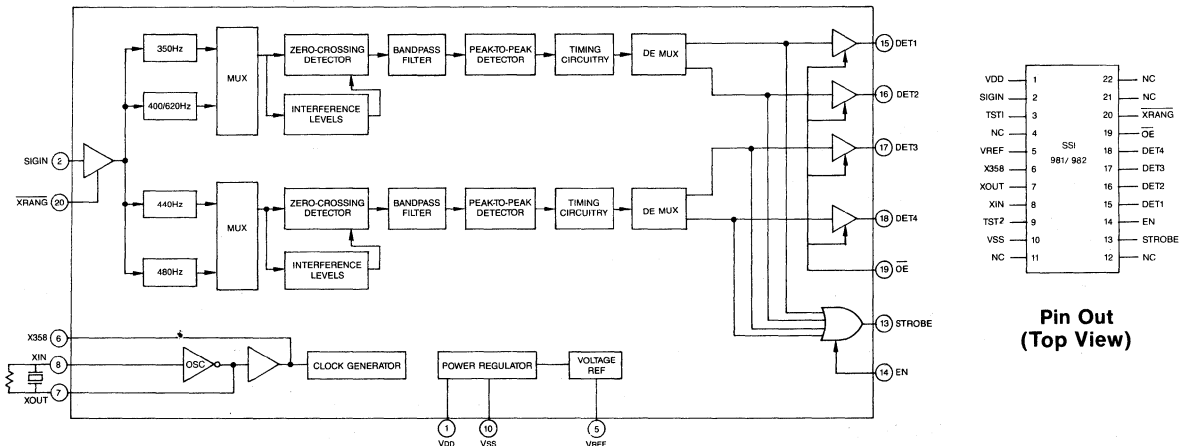 350Hz
400/620Hz
MUX
ZERO-CROSSING
DETECTOR
BANDPASS
FILTER
PEAK-TO-PEAK
DETECTOR
TIMING
CIRCUITRY
DE MUX
INTERFERENCE
LEVELS
15 DET1
16 DET2
17 DET3
18 DET4
19 OE
13 STROBE
14 EN
SIGIN 2
XRANG 20
440Hz
480Hz
MUX
ZERO-CROSSING
DETECTOR
BANDPASS
FILTER
PEAK-TO-PEAK
DETECTOR
TIMING
CIRCUITRY
DE MUX
INTERFERENCE
LEVELS
X358 6
XIN 8
XOUT 7
OSC
CLOCK GENERATOR
POWER REGULATOR
VOLTAGE
REF
1 10 5
VDD VSS VREF
VDD 1 22 NC
SIGIN 2 21 NC
TSTI 3 20 XRANG
NC 4 19 OE
VREF 5 18 DET4
X358 6 17 DET3
XOUT 7 16 DET2
XIN 8 15 DET1
TST2 9 14 EN
VSS 10 13 STROBE
NC 11 12 NC
SSI
981/982
Pin Out
(Top View)